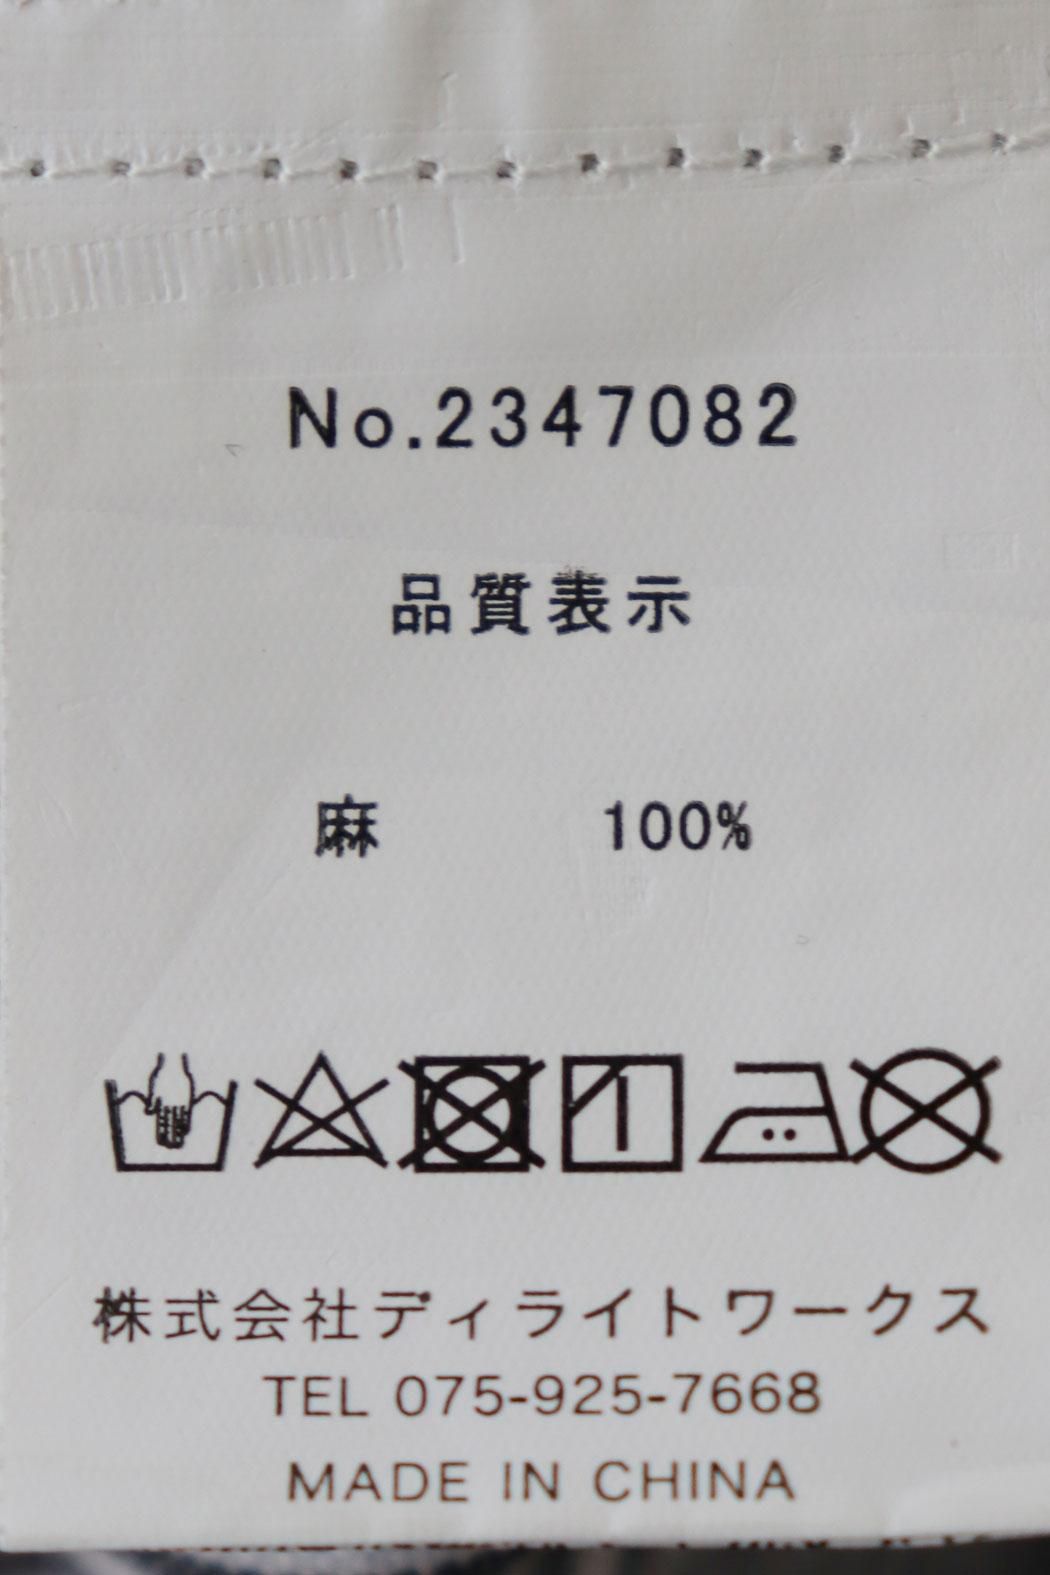 No.2347082
品質表示
麻 100%
株式会社ディライトワークス
TEL 075-925-7668
MADE IN CHINA